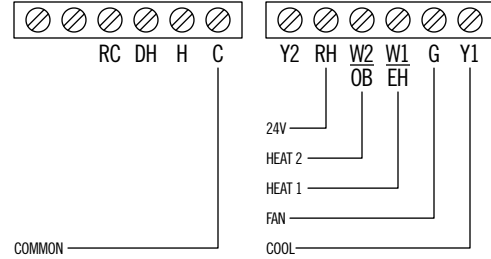 RC DH H C
Y2 RH W2 W1 G Y1
OB EH
24V
HEAT 2
HEAT 1
FAN
COMMON
COOL